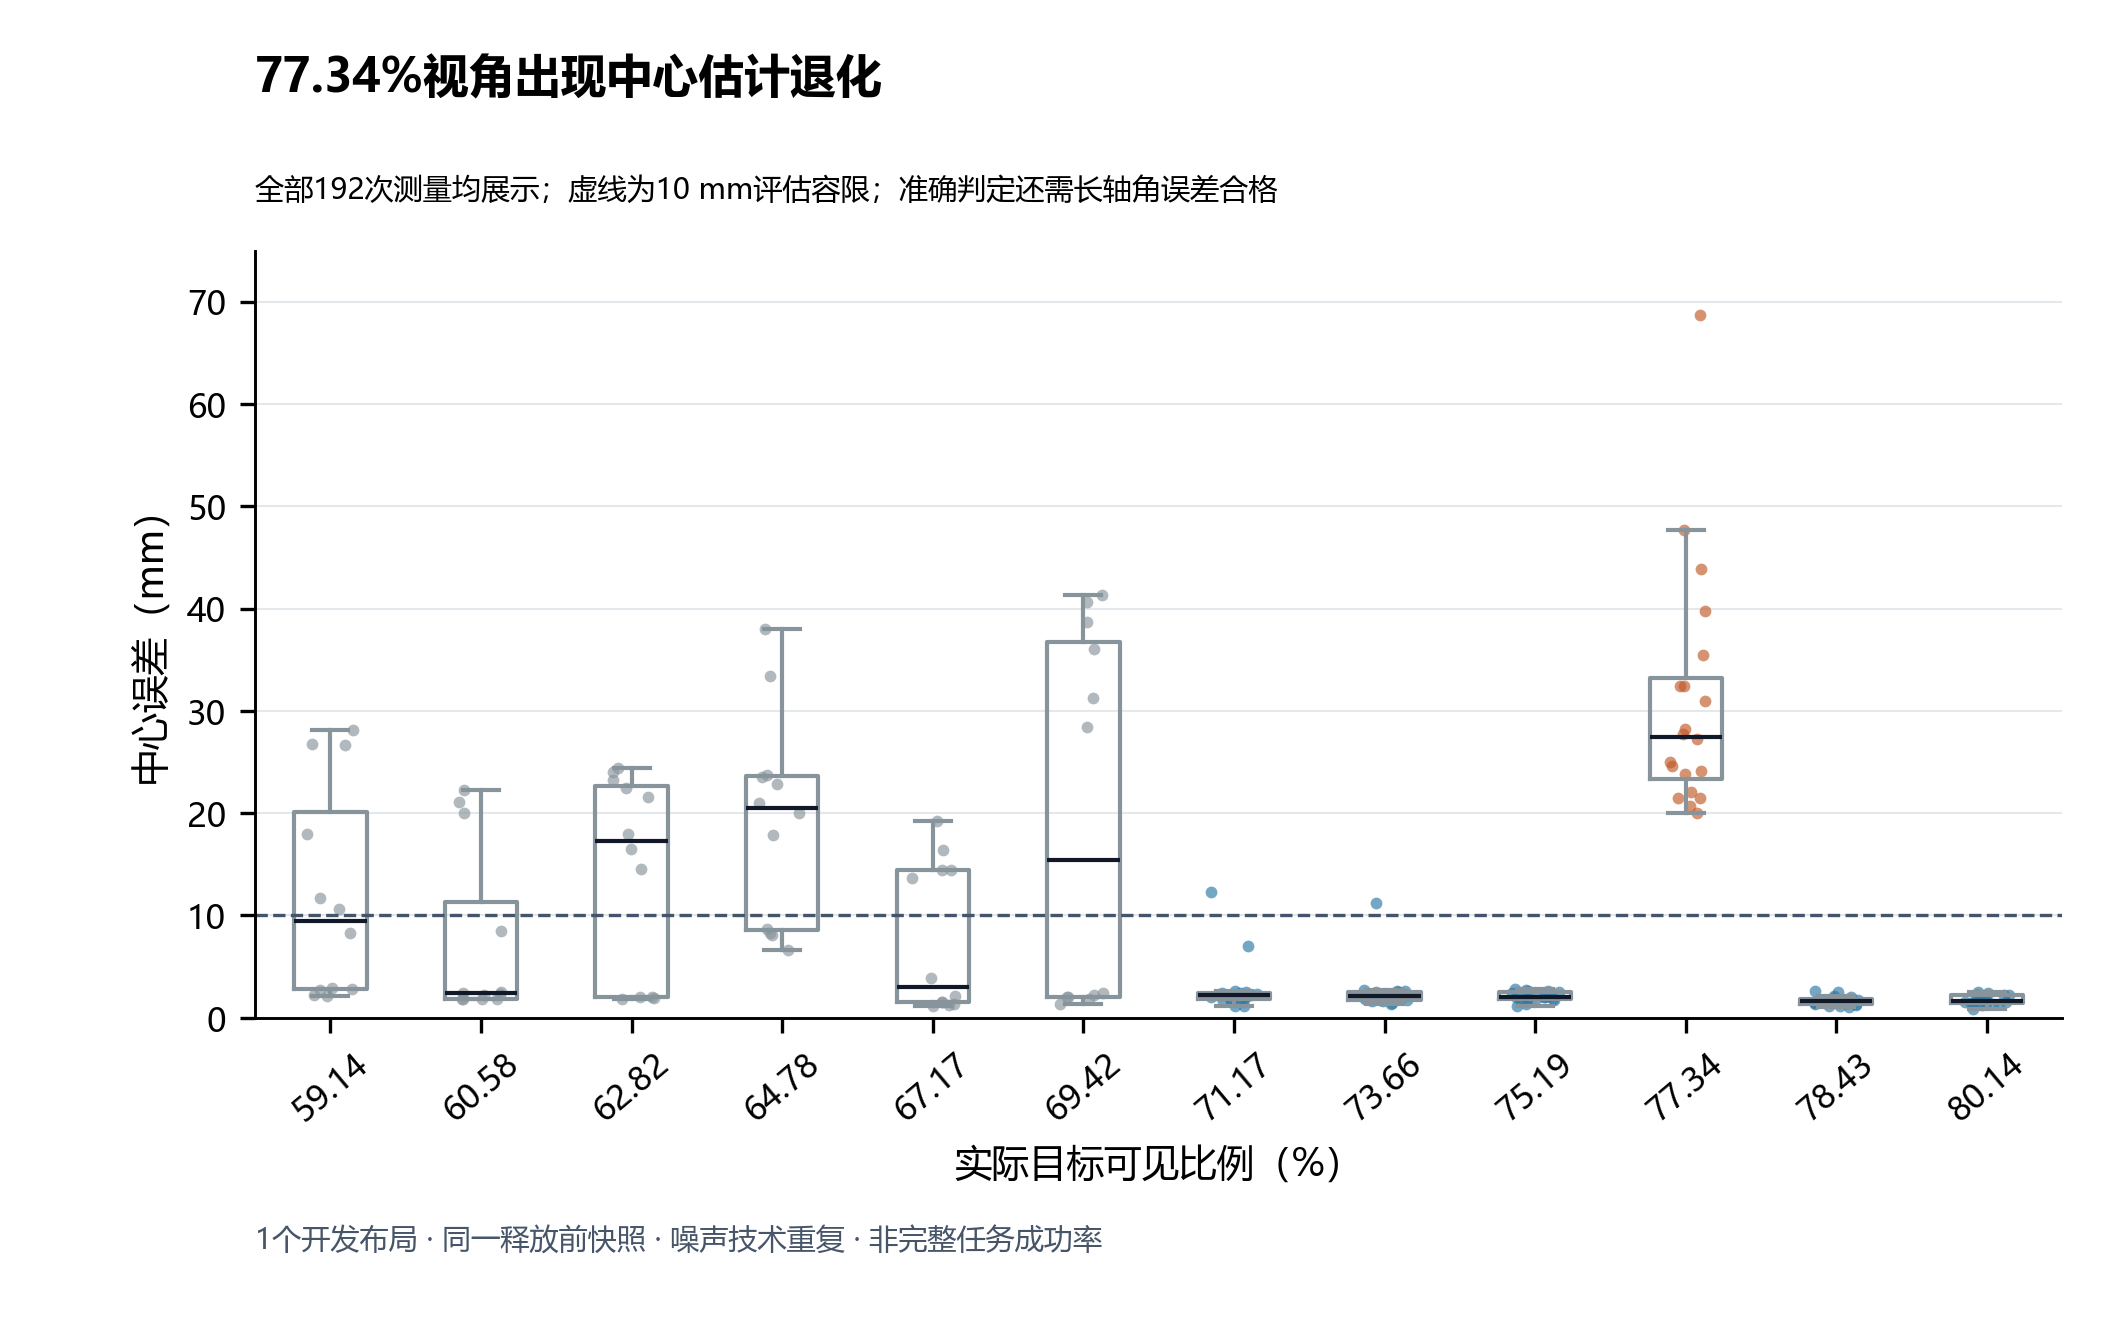 77.34%视角出现中心估计退化
全部192次测量均展示；虚线为10 mm评估容限；准确判定还需长轴角误差合格
中心误差（mm）
70
60
50
40
30
20
10
0
59.14 60.58 62.82 64.78 67.17 69.42 71.17 73.66 75.19 77.34 78.43 80.14
实际目标可见比例（%）
1个开发布局 · 同一释放前快照 · 噪声技术重复 · 非完整任务成功率